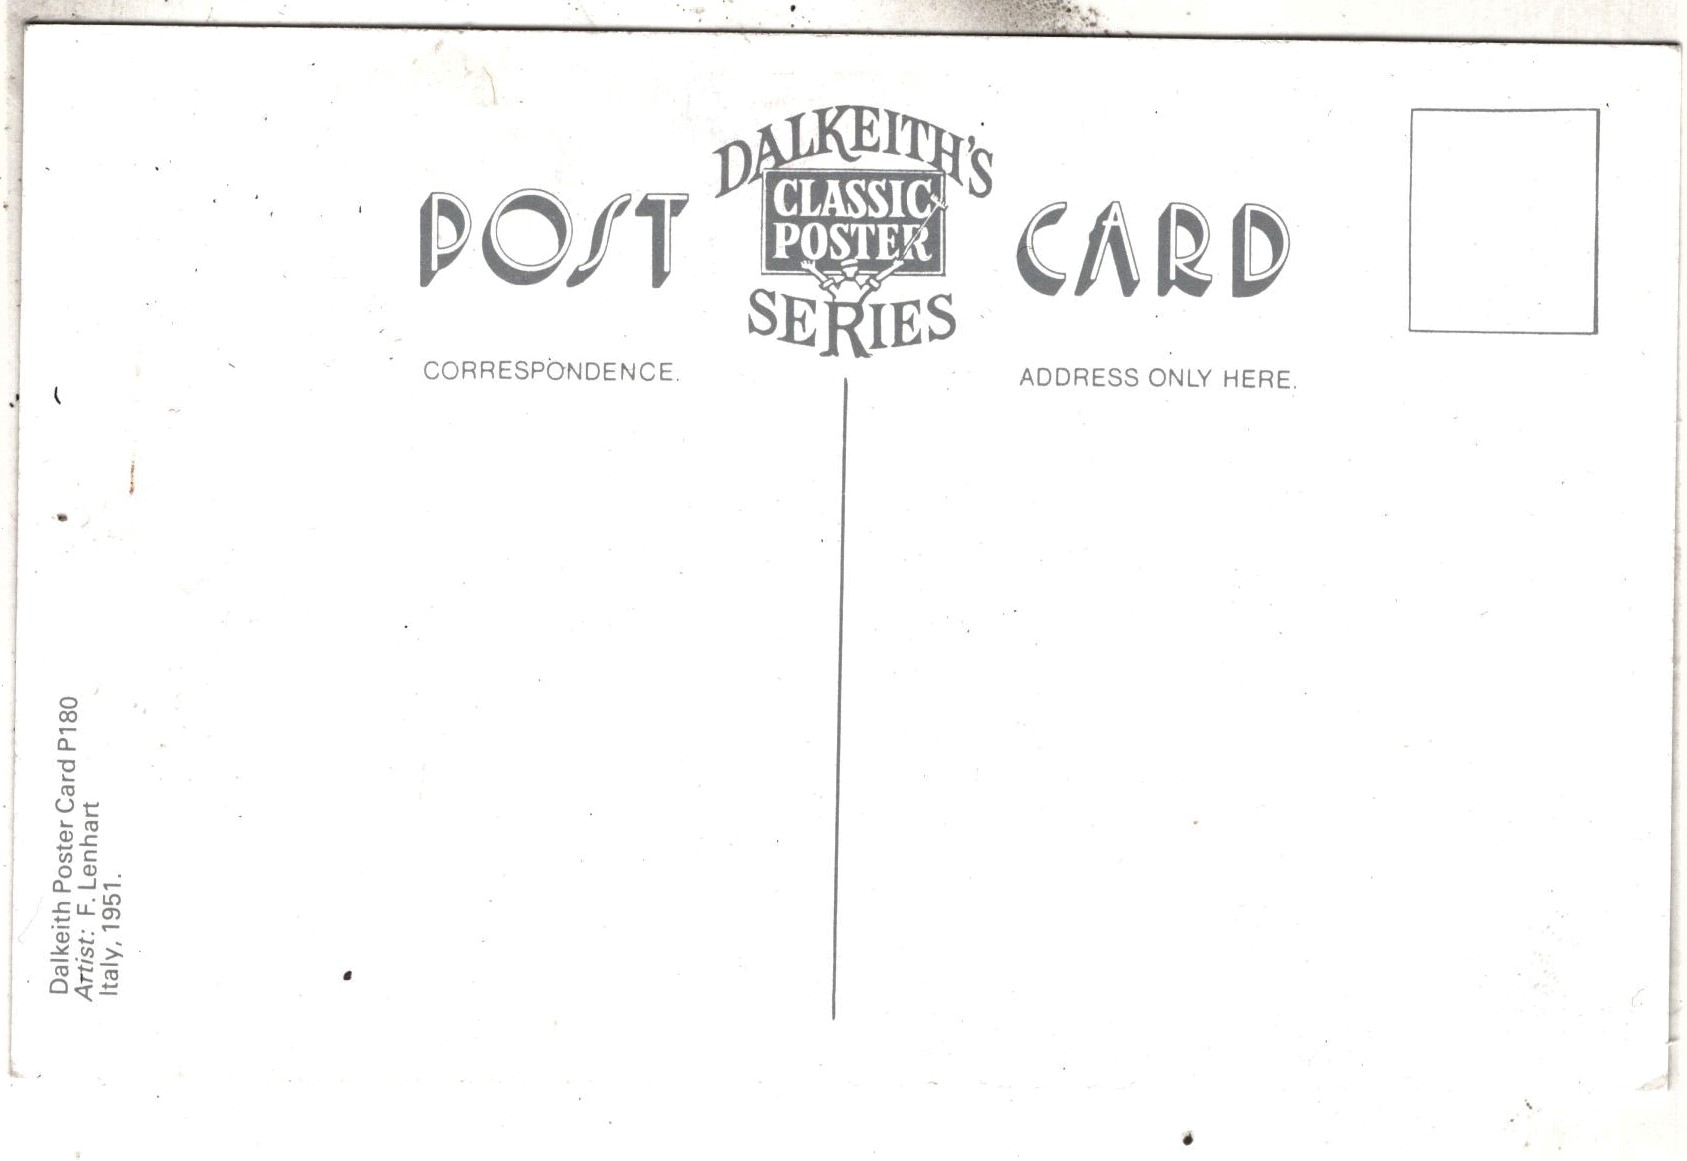 DALKEITH'S
POST CLASSIC CARD
POSTER
SERIES
CORRESPONDENCE. ADDRESS ONLY HERE.
Dalkeith Poster Card P180
Artist: F. Lenhart
Italy, 1951.